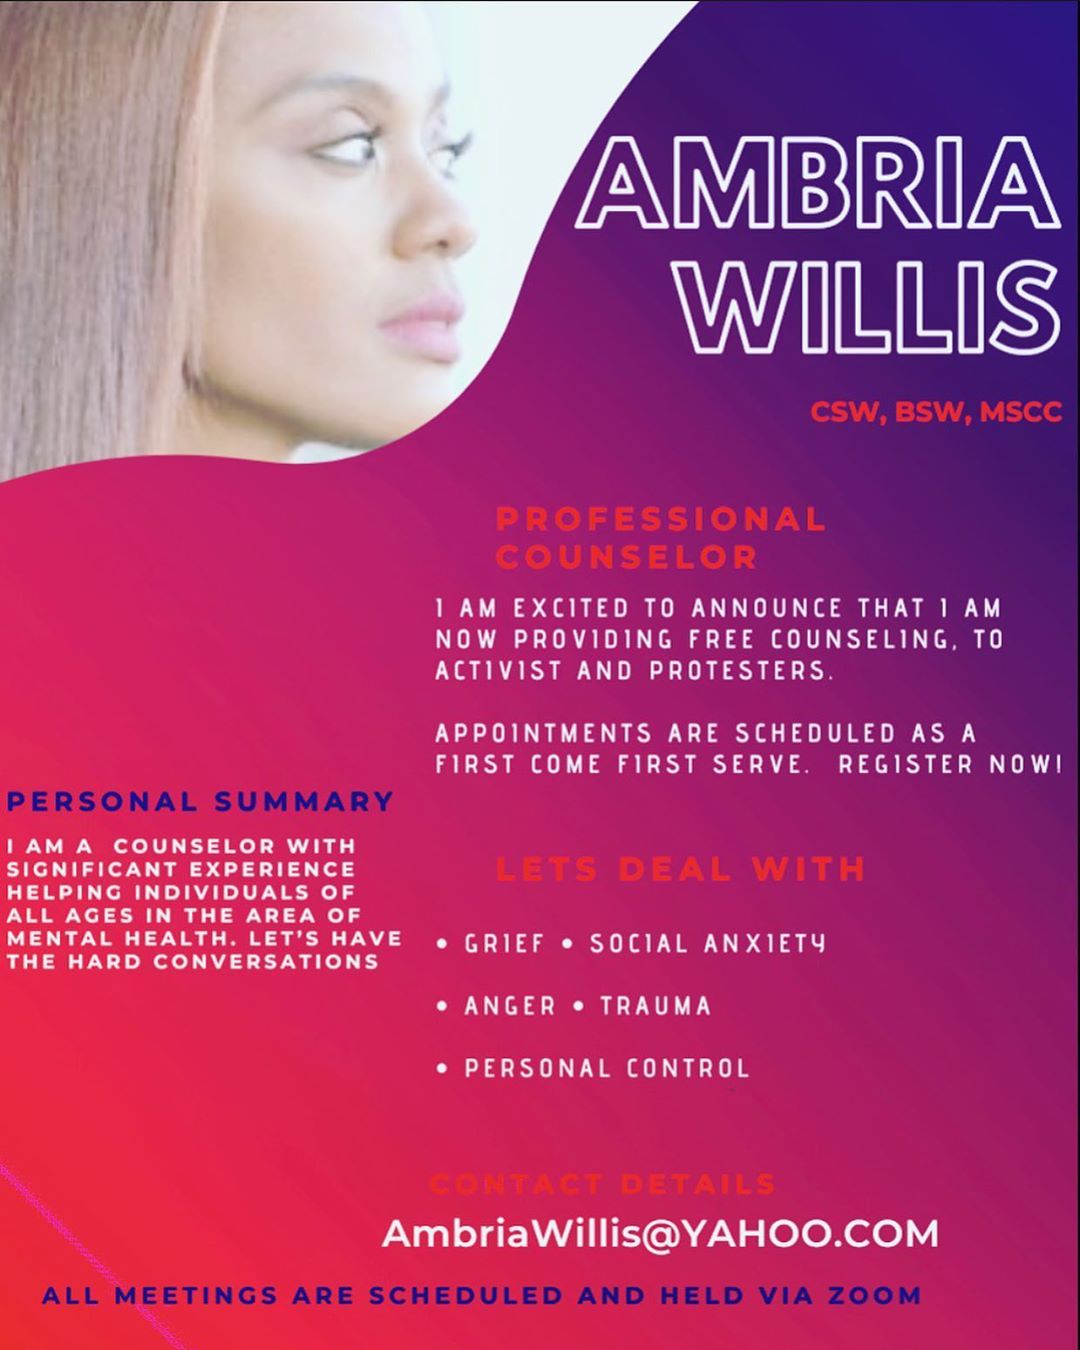 AMBRIA
WILLIS
CSW, BSW, MSCC
PROFESSIONAL
COUNSELOR
I AM EXCITED TO ANNOUNCE THAT I AM
NOW PROVIDING FREE COUNSELING, TO
ACTIVIST AND PROTESTERS.
APPOINTMENTS ARE SCHEDULED AS A
FIRST COME FIRST SERVE. REGISTER NOW!
PERSONAL SUMMARY
I AM A COUNSELOR WITH
SIGNIFICANT EXPERIENCE
HELPING INDIVIDUALS OF
ALL AGES IN THE AREA OF
MENTAL HEALTH. LET'S HAVE
THE HARD CONVERSATIONS
LETS DEAL WITH
• GRIEF • SOCIAL ANXIETY
• ANGER • TRAUMA
• PERSONAL CONTROL
CONTACT DETAILS
AmbriaWillis@YAHOO.COM
ALL MEETINGS ARE SCHEDULED AND HELD VIA ZOOM